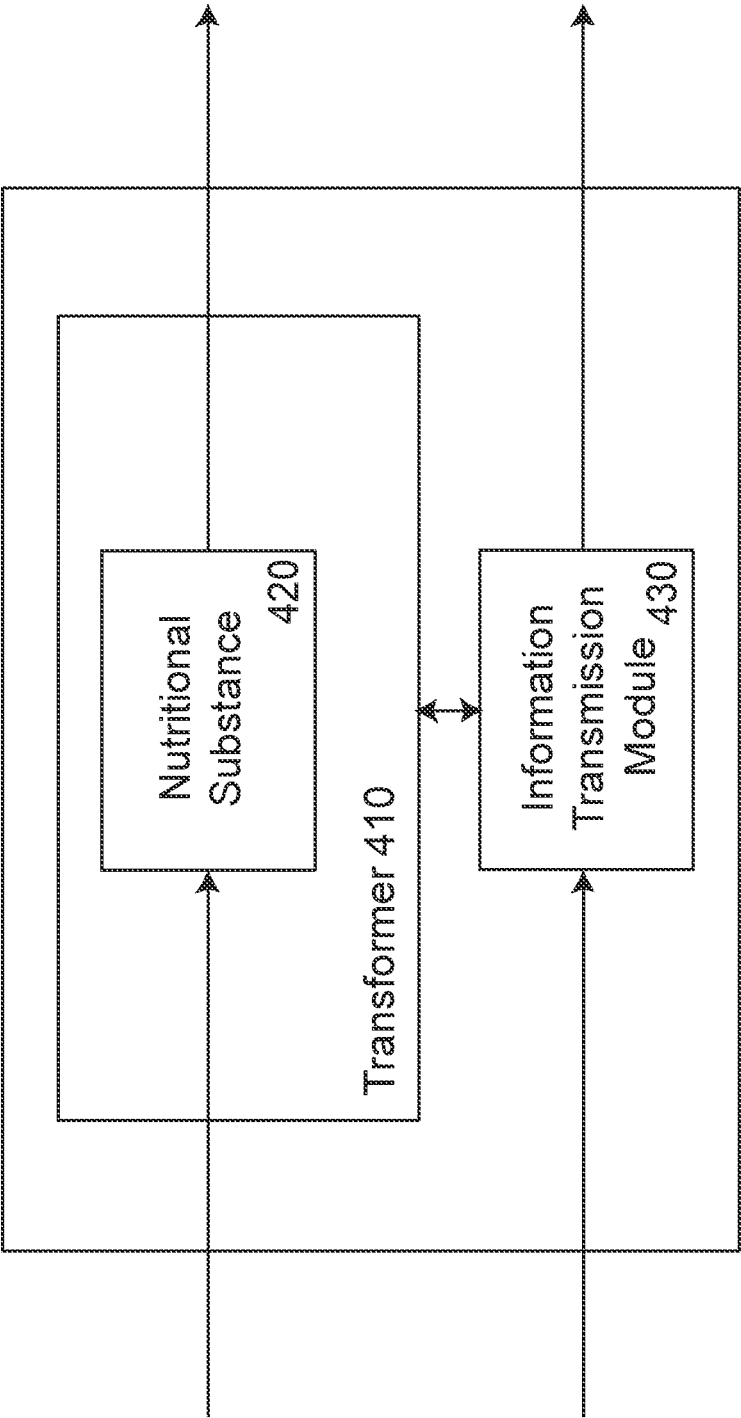 Nutritional
Substance
420
Transformer 410
Information
Transmission
Module 430